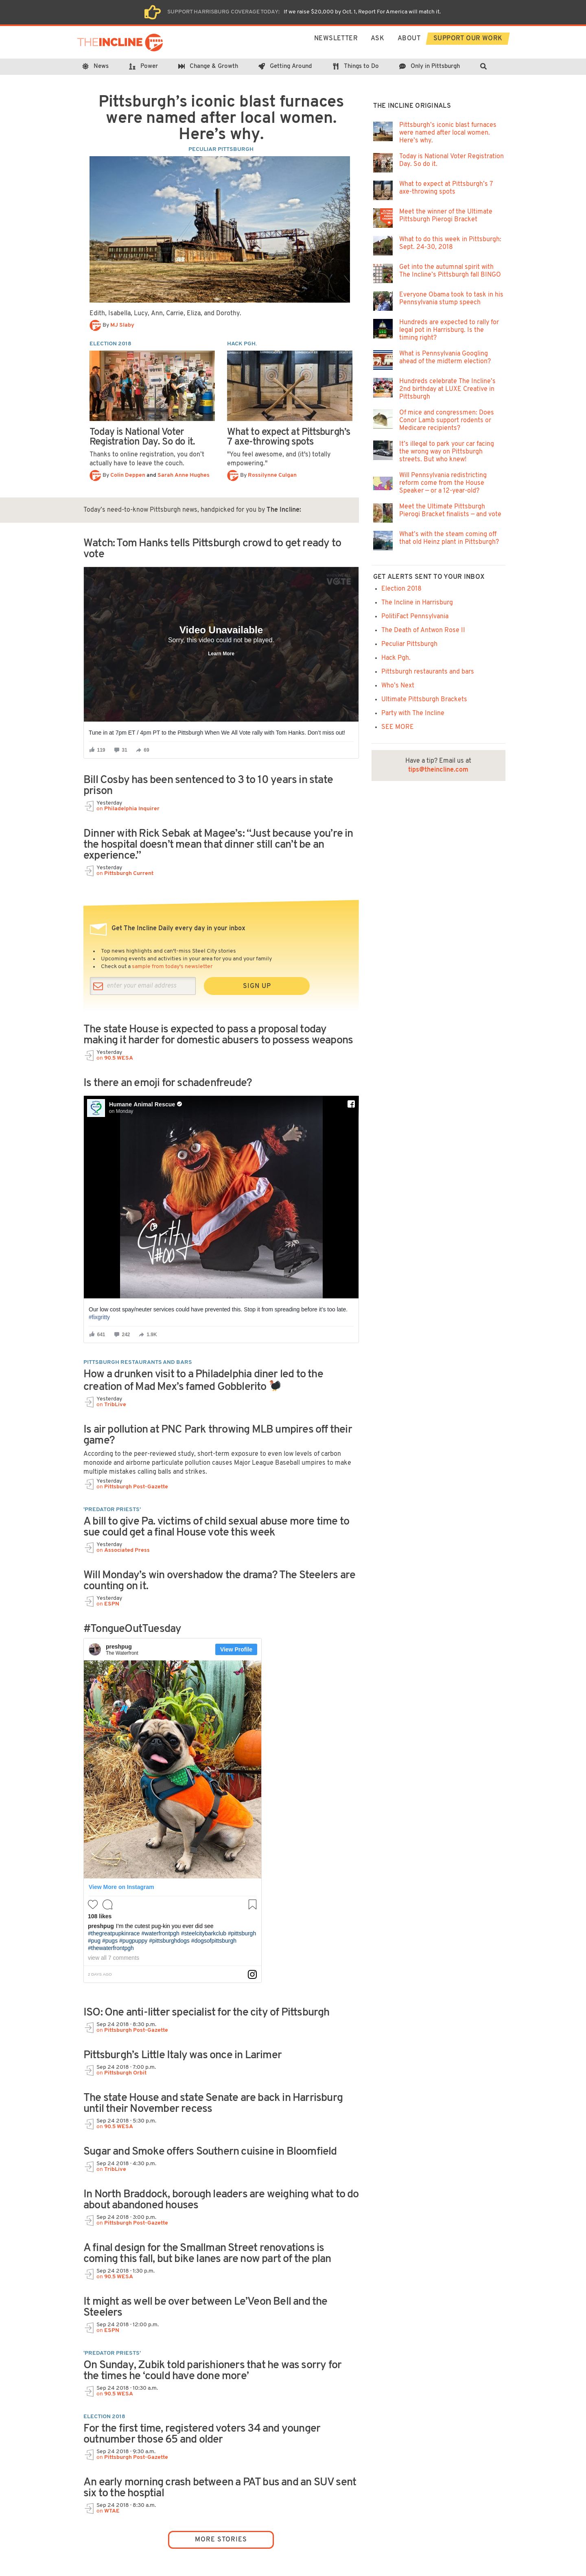 SUPPORT HARRISBURG COVERAGE TODAY: If we raise $20,000 by Oct. 1, Report For America will match it.
THE INCLINE
NEWSLETTER ASK ABOUT SUPPORT OUR WORK
News Power Change & Growth Getting Around Things to Do Only in Pittsburgh
Pittsburgh’s iconic blast furnaces
were named after local women.
Here’s why.
PECULIAR PITTSBURGH
Edith, Isabella, Lucy, Ann, Carrie, Eliza, and Dorothy.
By MJ Slaby
ELECTION 2018
Today is National Voter
Registration Day. So do it.
Thanks to online registration, you don’t
actually have to leave the couch.
By Colin Deppen and Sarah Anne Hughes
HACK PGH.
What to expect at Pittsburgh’s
7 axe-throwing spots
“You feel awesome, and (it’s) totally
empowering.”
By Rossilynne Culgan
Today’s need-to-know Pittsburgh news, handpicked for you by The Incline:
Watch: Tom Hanks tells Pittsburgh crowd to get ready to
vote
VOTE
Video Unavailable
Sorry, this video could not be played.
Learn More
Tune in at 7pm ET / 4pm PT to the Pittsburgh When We All Vote rally with Tom Hanks. Don’t miss out!
119 31 69
Bill Cosby has been sentenced to 3 to 10 years in state
prison
Yesterday
on Philadelphia Inquirer
Dinner with Rick Sebak at Magee’s: “Just because you’re in
the hospital doesn’t mean that dinner still can’t be an
experience.”
Yesterday
on Pittsburgh Current
Get The Incline Daily every day in your inbox
Top news highlights and can't-miss Steel City stories
Upcoming events and activities in your area for you and your family
Check out a sample from today's newsletter
enter your email address
SIGN UP
The state House is expected to pass a proposal today
making it harder for domestic abusers to possess weapons
Yesterday
on 90.5 WESA
Is there an emoji for schadenfreude?
Humane Animal Rescue
on Monday
Gritty
#00
Our low cost spay/neuter services could have prevented this. Stop it from spreading before it's too late.
#fixgritty
841 242 1.9K
PITTSBURGH RESTAURANTS AND BARS
How a drunken visit to a Philadelphia diner led to the
creation of Mad Mex’s famed Gobblerito 🦃
Yesterday
on TribLive
Is air pollution at PNC Park throwing MLB umpires off their
game?
According to the peer-reviewed study, short-term exposure to even low levels of carbon
monoxide and airborne particulate pollution causes Major League Baseball umpires to make
multiple mistakes calling balls and strikes.
Yesterday
on Pittsburgh Post-Gazette
'PREDATOR PRIESTS'
A bill to give Pa. victims of child sexual abuse more time to
sue could get a final House vote this week
Yesterday
on Associated Press
Will Monday’s win overshadow the drama? The Steelers are
counting on it.
Yesterday
on ESPN
#TongueOutTuesday
preshpug
The Waterfront
View Profile
View More on Instagram
108 likes
preshpug I'm the cutest pug-kin you ever did see
#thegreatpupkinrace #waterfrontpgh #steelcitybarkclub #pittsburgh
#pug #pugs #pugpuppy #pittsburghdogs #dogsofpittsburgh
#thewaterfrontpgh
view all 7 comments
ISO: One anti-litter specialist for the city of Pittsburgh
Sep 24 2018 · 8:30 p.m.
on Pittsburgh Post-Gazette
Pittsburgh’s Little Italy was once in Larimer
Sep 24 2018 · 7:00 p.m.
on Pittsburgh Orbit
The state House and state Senate are back in Harrisburg
until their November recess
Sep 24 2018 · 5:30 p.m.
on 90.5 WESA
Sugar and Smoke offers Southern cuisine in Bloomfield
Sep 24 2018 · 4:30 p.m.
on TribLive
In North Braddock, borough leaders are weighing what to do
about abandoned houses
Sep 24 2018 · 3:00 p.m.
on Pittsburgh Post-Gazette
A final design for the Smallman Street renovations is
coming this fall, but bike lanes are now part of the plan
Sep 24 2018 · 1:30 p.m.
on 90.5 WESA
It might as well be over between Le’Veon Bell and the
Steelers
Sep 24 2018 · 12:00 p.m.
on ESPN
'PREDATOR PRIESTS'
On Sunday, Zubik told parishioners that he was sorry for
the times he ‘could have done more’
Sep 24 2018 · 10:30 a.m.
on 90.5 WESA
ELECTION 2018
For the first time, registered voters 34 and younger
outnumber those 65 and older
Sep 24 2018 · 9:30 a.m.
on Pittsburgh Post-Gazette
An early morning crash between a PAT bus and an SUV sent
six to the hosptial
Sep 24 2018 · 8:30 a.m.
on WTAE
MORE STORIES
THE INCLINE ORIGINALS
Pittsburgh’s iconic blast furnaces
were named after local women.
Here’s why.
Today is National Voter Registration
Day. So do it.
What to expect at Pittsburgh’s 7
axe-throwing spots
Meet the winner of the Ultimate
Pittsburgh Pierogi Bracket
What to do this week in Pittsburgh:
Sept. 24-30, 2018
Get into the autumnal spirit with
The Incline’s Pittsburgh fall BINGO
Everyone Obama took to task in his
Pennsylvania stump speech
Hundreds are expected to rally for
legal pot in Harrisburg. Is the
timing right?
What is Pennsylvania Googling
ahead of the midterm election?
Hundreds celebrate The Incline’s
2nd birthday at LUXE Creative in
Pittsburgh
Of mice and congressmen: Does
Conor Lamb support rodents or
Medicare recipients?
It’s illegal to park your car facing
the wrong way on Pittsburgh
streets. But who knew!
Will Pennsylvania redistricting
reform come from the House
Speaker — or a 12-year-old?
Meet the Ultimate Pittsburgh
Pierogi Bracket finalists — and vote
What’s with the steam coming off
that old Heinz plant in Pittsburgh?
GET ALERTS SENT TO YOUR INBOX
Election 2018
The Incline in Harrisburg
PolitiFact Pennsylvania
The Death of Antwon Rose II
Peculiar Pittsburgh
Hack Pgh.
Pittsburgh restaurants and bars
Who's Next
Ultimate Pittsburgh Brackets
Party with The Incline
SEE MORE
Have a tip? Email us at
tips@theincline.com